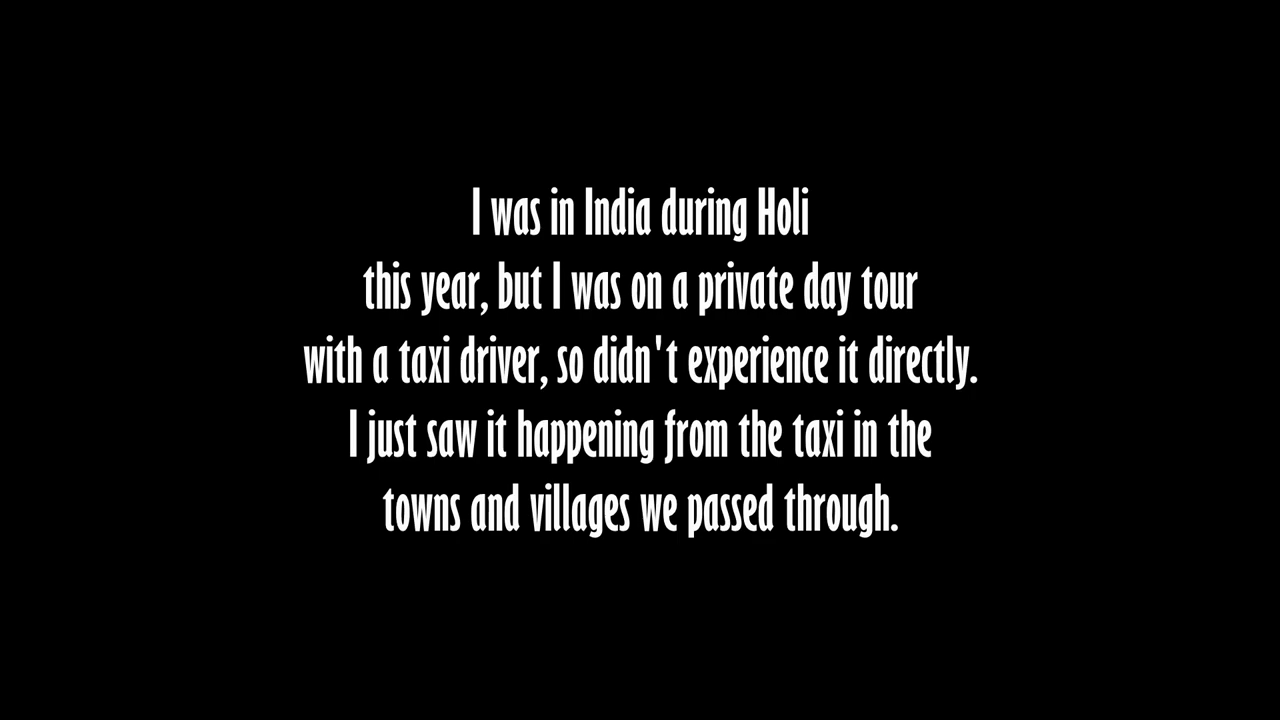 I was in India during Holi
this year, but I was on a private day tour
with a taxi driver, so didn't experience it directly.
I just saw it happening from the taxi in the
towns and villages we passed through.